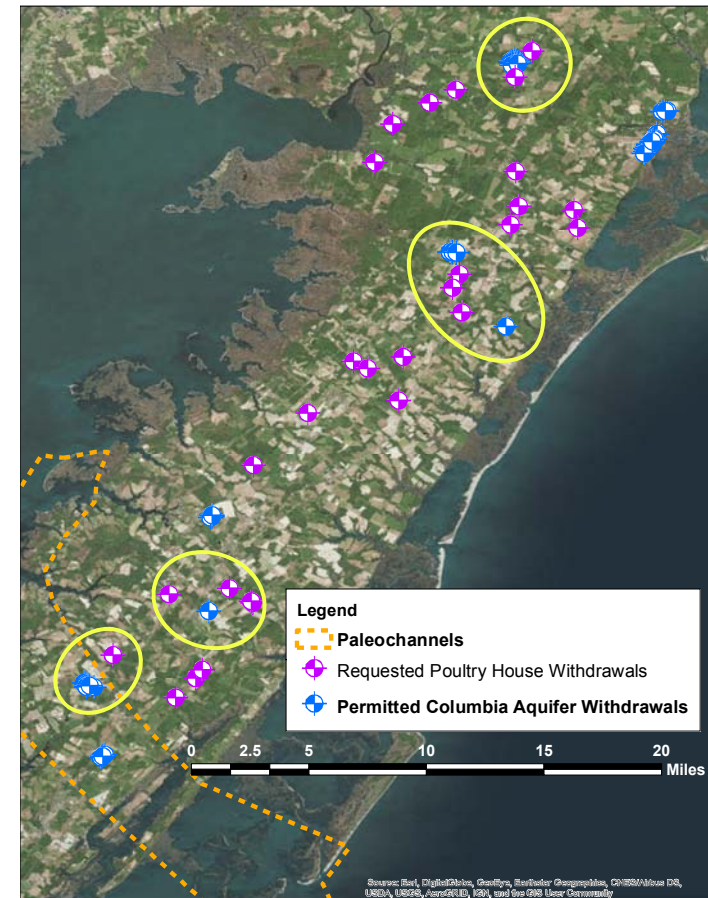 Legend
Paleochannels
Requested Poultry House Withdrawals
Permitted Columbia Aquifer Withdrawals
0 2.5 5 10 15 20
Miles
Source: Esri, DigitalGlobe, GeoEye, Earthstar Geographics, CNES/Airbus DS,
USDA, USGS, AeroGRID, IGN, and the GIS User Community